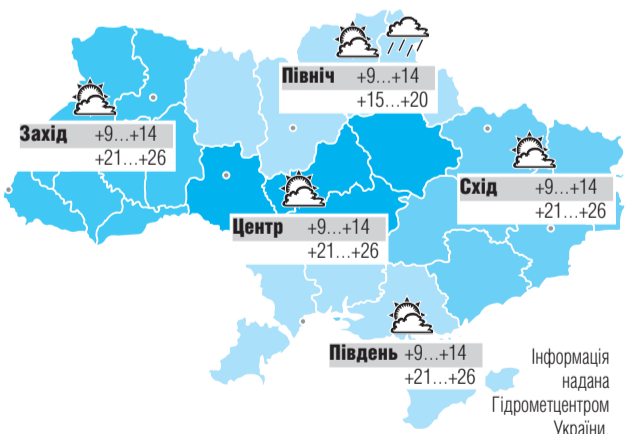 Північ +9...+14
+15...+20
Захід +9...+14
+21...+26
Схід +9...+14
+21...+26
Центр +9...+14
+21...+26
Південь +9...+14
+21...+26
Інформація
надана
Гідрометцентром
України.